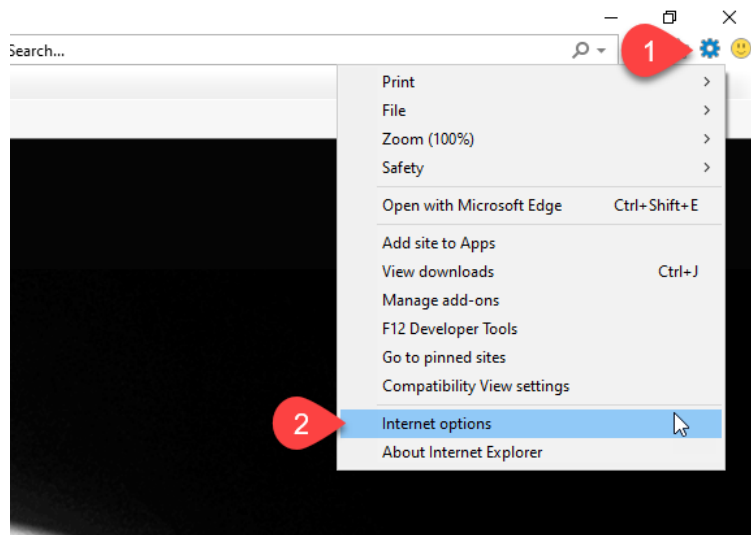 Search...
1
Print
File
Zoom (100%)
Safety
Open with Microsoft Edge Ctrl+Shift+E
Add site to Apps
View downloads Ctrl+J
Manage add-ons
F12 Developer Tools
Go to pinned sites
Compatibility View settings
2 Internet options
About Internet Explorer